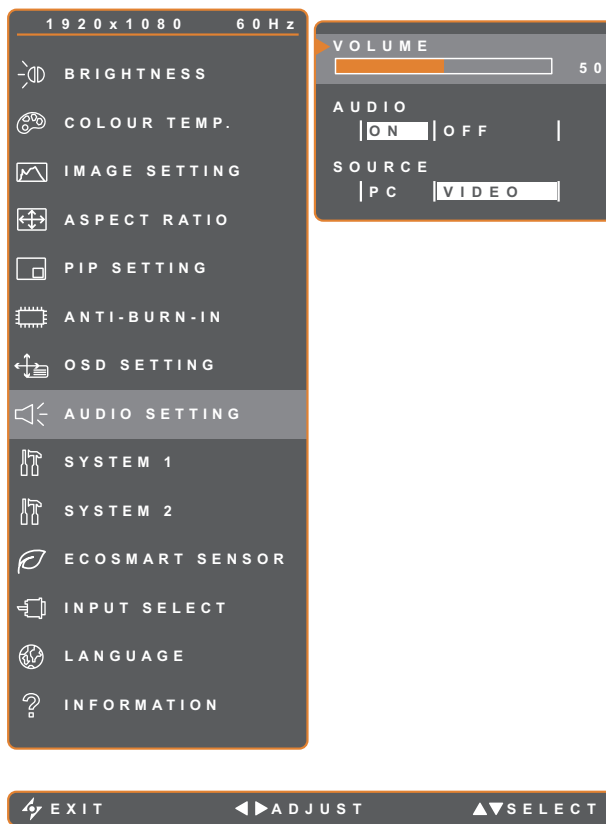 1920x1080 60Hz
BRIGHTNESS
COLOUR TEMP.
IMAGE SETTING
ASPECT RATIO
PIP SETTING
ANTI-BURN-IN
OSD SETTING
AUDIO SETTING
SYSTEM 1
SYSTEM 2
ECOSMART SENSOR
INPUT SELECT
LANGUAGE
INFORMATION
VOLUME
50
AUDIO
ON OFF
SOURCE
PC VIDEO
EXIT ADJUST SELECT